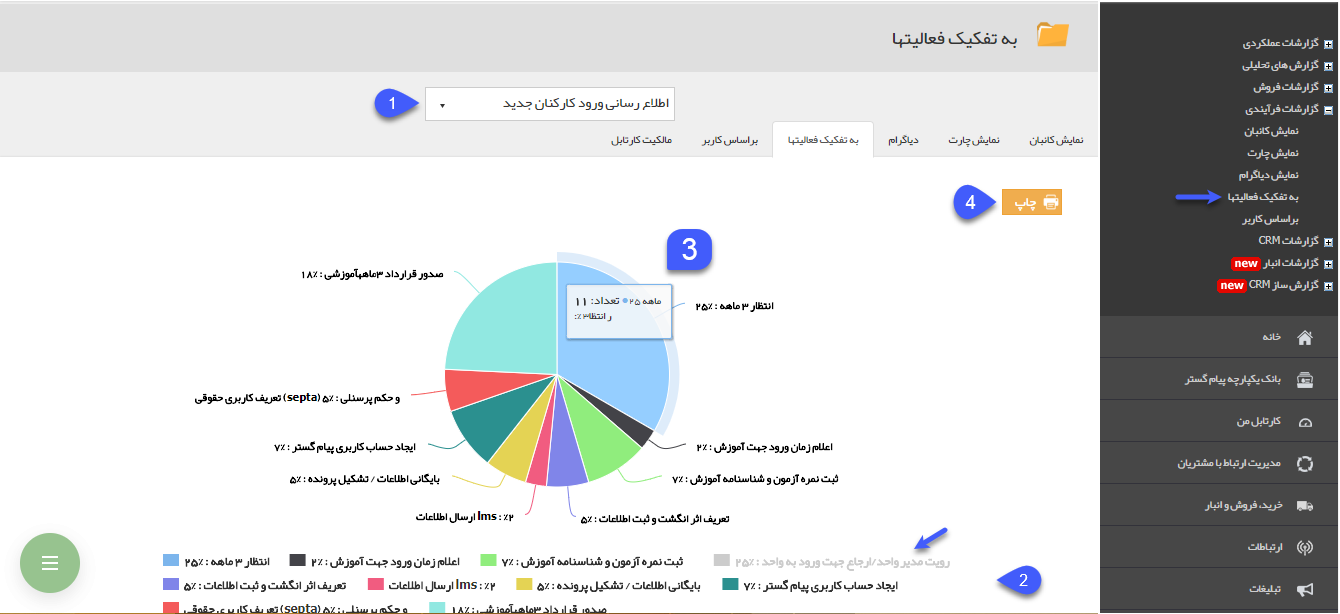 به تفکیک فعالیتها
1
اطلاع رسانی ورود کارکنان جدید
نمایش کانبان
نمایش چارت
دیاگرام
به تفکیک فعالیتها
براساس کاربر
مالکیت کارتابل
4
چاپ
3
صدور قرارداد ۳ماههآموزشی : ۱۸٪
ماهه ۲۵ تعداد: ۱۱
ر انتظا۳٪:
انتظار ۳ ماهه : ۲۵٪
و حکم پرسنلی : ۵٪ (septa) تعریف کاربری حقوقی
ایجاد حساب کاربری پیام گستر : ۷٪
اعلام زمان ورود جهت آموزش : ۲٪
بایگانی اطلاعات / تشکیل پرونده : ۵٪
ثبت نمره آزمون و شناسنامه آموزش : ۷٪
۲٪ : lms ارسال اطلاعات
تعریف اثر انگشت و ثبت اطلاعات : ۵٪
رویت مدیر واحد/ارجاع جهت ورود به واحد : ۲۵٪
ثبت نمره آزمون و شناسنامه آموزش : ۷٪
اعلام زمان ورود جهت آموزش : ۲٪
انتظار ۳ ماهه : ۲۵٪
2
ایجاد حساب کاربری پیام گستر : ۷٪
بایگانی اطلاعات / تشکیل پرونده : ۵٪
۲٪ : lms ارسال اطلاعات
تعریف اثر انگشت و ثبت اطلاعات : ۵٪
صدور قرارداد ۳ماههآموزشی : ۱۸٪
و حکم پرسنلی : ۵٪ (septa) تعریف کاربری حقوقی
گزارشات عملکردی
گزارش های تحلیلی
گزارشات فروش
گزارشات فرآیندی
نمایش کانبان
نمایش چارت
نمایش دیاگرام
به تفکیک فعالیتها
براساس کاربر
گزارشات CRM
گزارشات انبار new
گزارش ساز CRM new
خانه
بانک یکپارچه پیام گستر
کارتابل من
مدیریت ارتباط با مشتریان
خرید، فروش و انبار
ارتباطات
تبلیغات